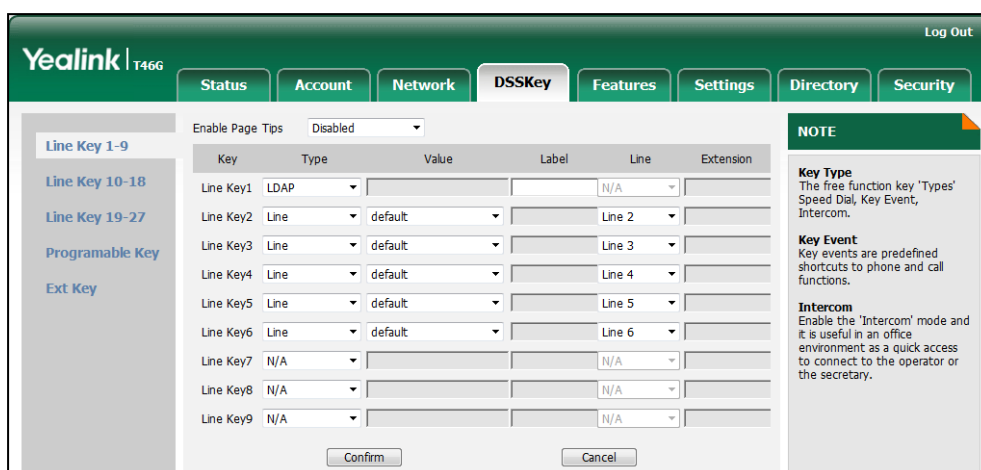 Log Out
Yealink | T46G
Status Account Network DSSKey Features Settings Directory Security
Line Key 1-9
Line Key 10-18
Line Key 19-27
Programable Key
Ext Key
Enable Page Tips Disabled
Key Type Value Label Line Extension
Line Key1 LDAP N/A
Line Key2 Line default Line 2
Line Key3 Line default Line 3
Line Key4 Line default Line 4
Line Key5 Line default Line 5
Line Key6 Line default Line 6
Line Key7 N/A N/A
Line Key8 N/A N/A
Line Key9 N/A N/A
Confirm Cancel
NOTE
Key Type
The free function key 'Types'
Speed Dial, Key Event,
Intercom.
Key Event
Key events are predefined
shortcuts to phone and call
functions.
Intercom
Enable the 'Intercom' mode and
it is useful in an office
environment as a quick access
to connect to the operator or
the secretary.